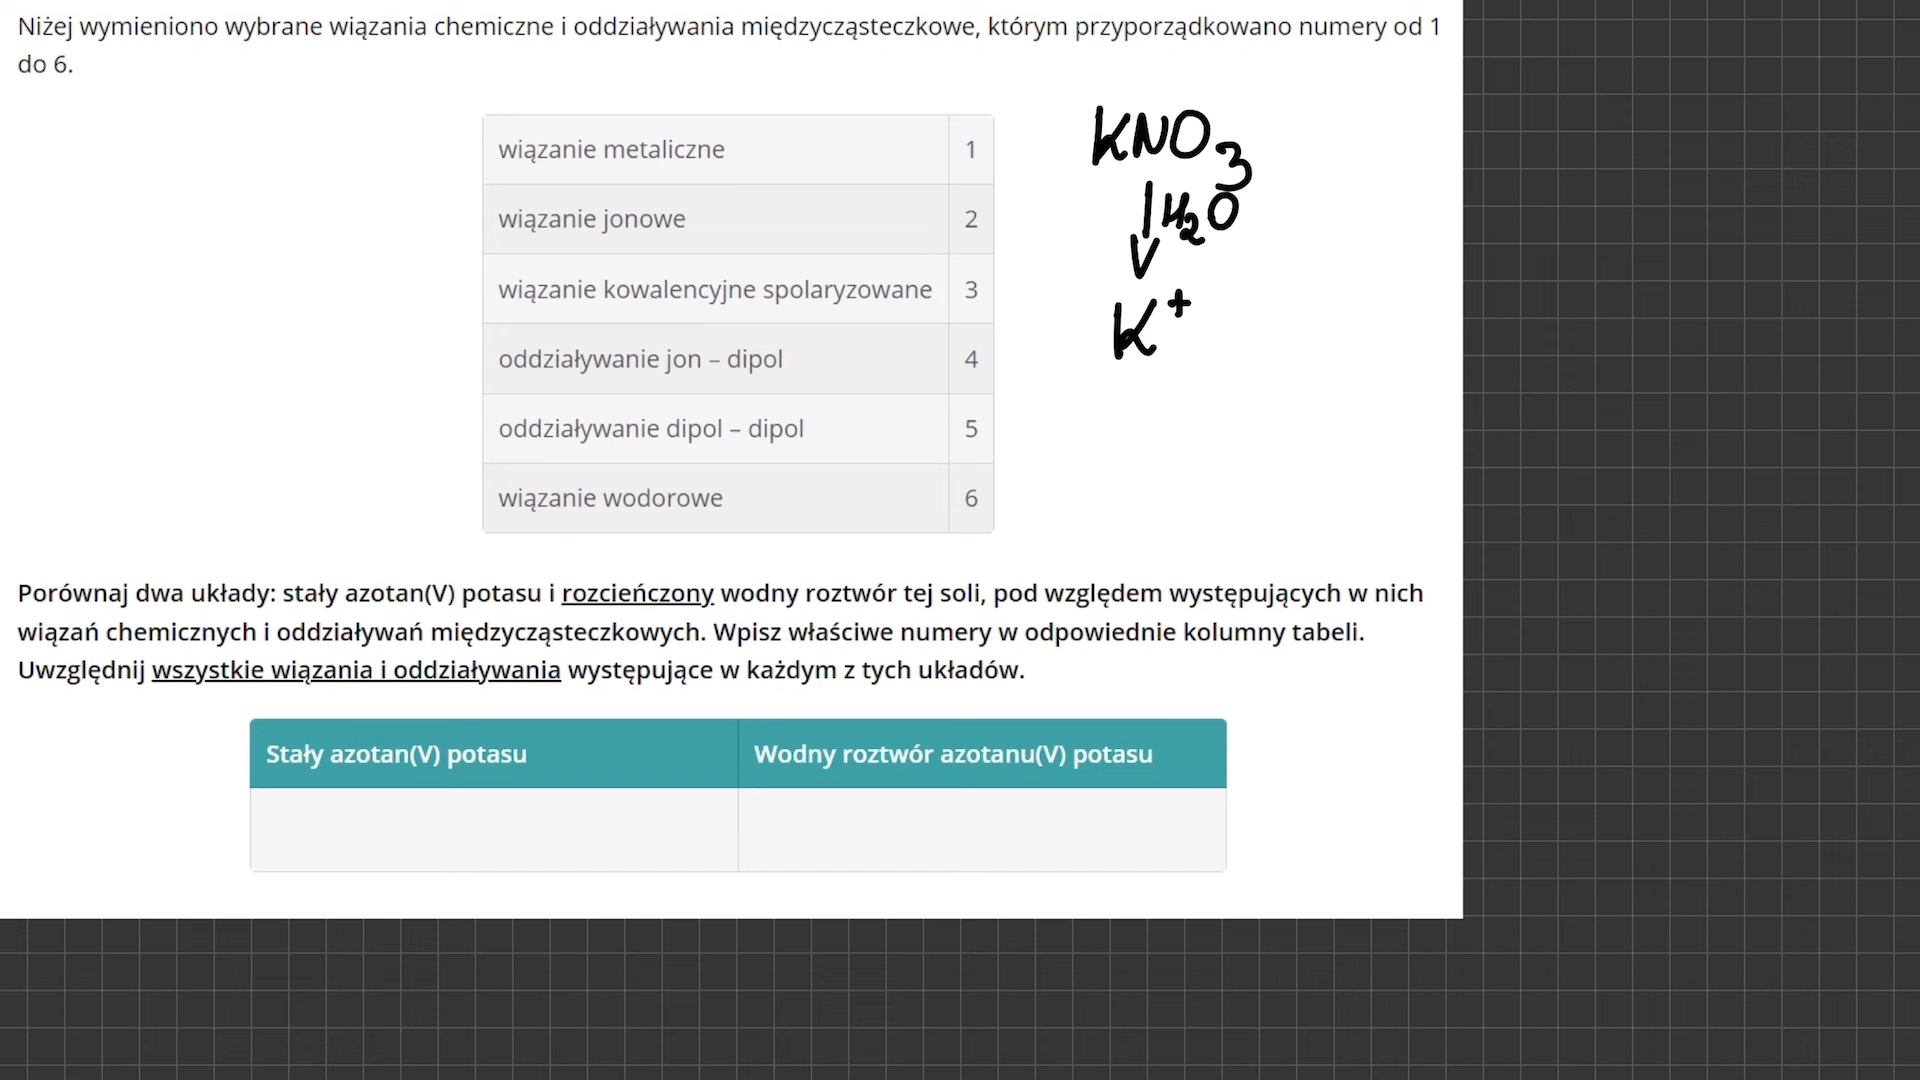 Niżej wymieniono wybrane wiązania chemiczne i oddziaływania międzycząsteczkowe, którym przyporządkowano numery od 1
do 6.
wiązanie metaliczne 1
wiązanie jonowe 2
wiązanie kowalencyjne spolaryzowane 3
oddziaływanie jon – dipol 4
oddziaływanie dipol – dipol 5
wiązanie wodorowe 6
KNO₃
H₂O
K⁺
Porównaj dwa układy: stały azotan(V) potasu i rozcieńczony wodny roztwór tej soli, pod względem występujących w nich
wiązań chemicznych i oddziaływań międzycząsteczkowych. Wpisz właściwe numery w odpowiednie kolumny tabeli.
Uwzględnij wszystkie wiązania i oddziaływania występujące w każdym z tych układów.
Stały azotan(V) potasu Wodny roztwór azotanu(V) potasu